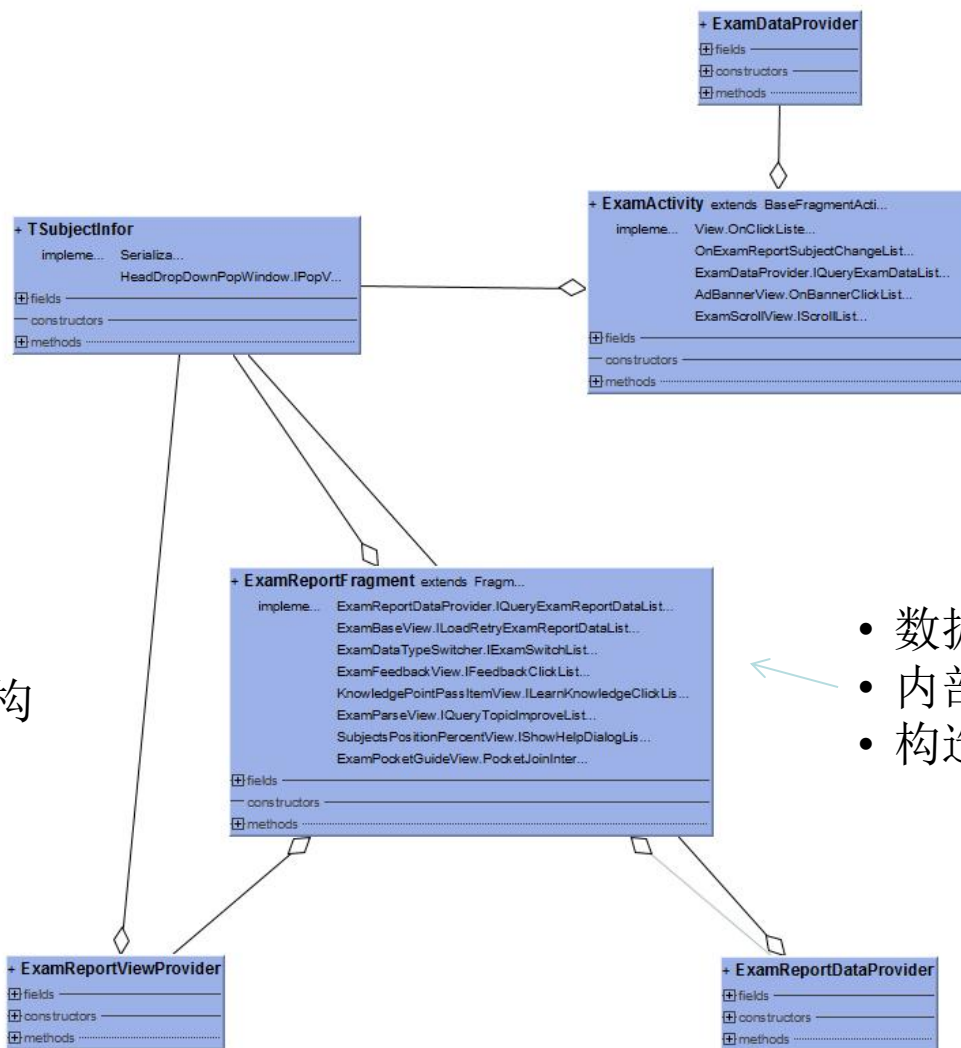 + ExamDataProvider
fields
constructors
methods
+ TSubjectInfor
impleme... Serializa...
HeadDropDownPopWindow.IPopV...
fields
constructors
methods
+ ExamActivity extends BaseFragmentActi...
impleme... View.OnClickListe...
OnExamReportSubjectChangeList...
ExamDataProvider.IQueryExamDataList...
AdBannerView.OnBannerClickList...
ExamScrollView.IScrollList...
fields
constructors
methods
+ ExamReportFragment extends Fragm...
impleme... ExamReportDataProvider.IQueryExamReportDataList...
ExamBaseView.ILoadRetryExamReportDataList...
ExamDataTypeSwitcher.IExamSwitchList...
ExamFeedbackView.IFeedbackClickList...
KnowledgePointPassItemView.ILearnKnowledgeClickLis...
ExamParseView.IQueryTopicImproveList...
SubjectsPositionPercentView.IShowHelpDialogLis...
ExamPocketGuideView.PocketJoinInter...
fields
constructors
methods
构
• 数据
• 内部
• 构造
+ ExamReportViewProvider
fields
constructors
methods
+ ExamReportDataProvider
fields
constructors
methods